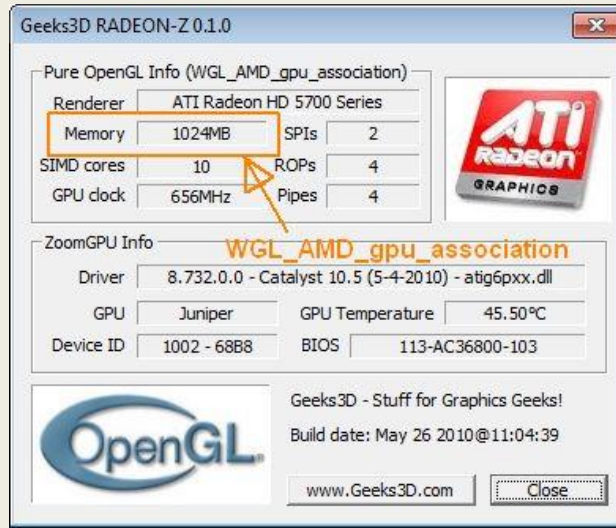 Geeks3D RADEON-Z 0.1.0
Pure OpenGL Info (WGL_AMD_gpu_association)
Renderer ATI Radeon HD 5700 Series
Memory 1024MB SPIs 2
SIMD cores 10 ROPs 4
GPU clock 656MHz Pipes 4
ATI
RADEON
GRAPHICS
WGL_AMD_gpu_association
ZoomGPU Info
Driver 8.732.0.0 - Catalyst 10.5 (5-4-2010) - atig6pxx.dll
GPU Juniper GPU Temperature 45.50°C
Device ID 1002 - 68B8 BIOS 113-AC36800-103
OpenGL
Geeks3D - Stuff for Graphics Geeks!
Build date: May 26 2010@11:04:39
www.Geeks3D.com Close